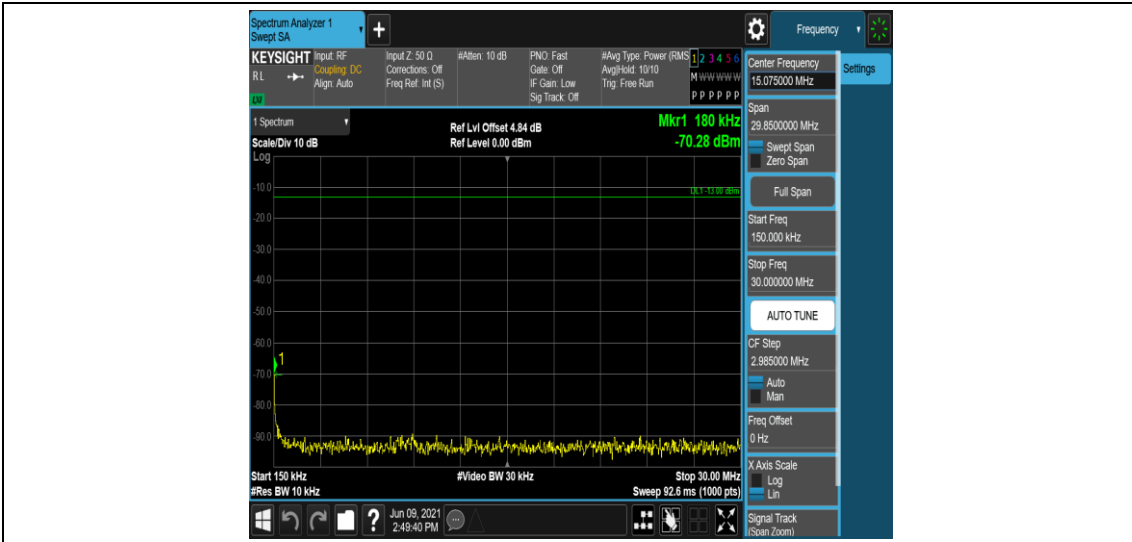 Spectrum Analyzer 1
Swept SA
+
Frequency
KEYSIGHT
RL
LXI
Input: RF
Coupling: DC
Align: Auto
Input Z: 50 Ω
Corrections: Off
Freq Ref: Int (S)
#Atten: 10 dB
PNO: Fast
Gate: Off
IF Gain: Low
Sig Track: Off
#Avg Type: Power (RMS
Avg|Hold: 10/10
Trig: Free Run
1 2 3 4 5 6
M W W W W W
P P P P P P
1 Spectrum
Scale/Div 10 dB
Log
Ref Lvl Offset 4.84 dB
Ref Level 0.00 dBm
Mkr1 180 kHz
-70.28 dBm
DL1 -13.00 dBm
-10.0
-20.0
-30.0
-40.0
-50.0
-60.0
1
-70.0
-80.0
-90.0
Start 150 kHz
#Video BW 30 kHz
Stop 30.00 MHz
#Res BW 10 kHz
Sweep 92.6 ms (1000 pts)
?
Jun 09, 2021
2:49:40 PM
Center Frequency
15.075000 MHz
Settings
Span
29.8500000 MHz
Swept Span
Zero Span
Full Span
Start Freq
150.000 kHz
Stop Freq
30.000000 MHz
AUTO TUNE
CF Step
2.985000 MHz
Auto
Man
Freq Offset
0 Hz
X Axis Scale
Log
Lin
Signal Track
(Span Zoom)